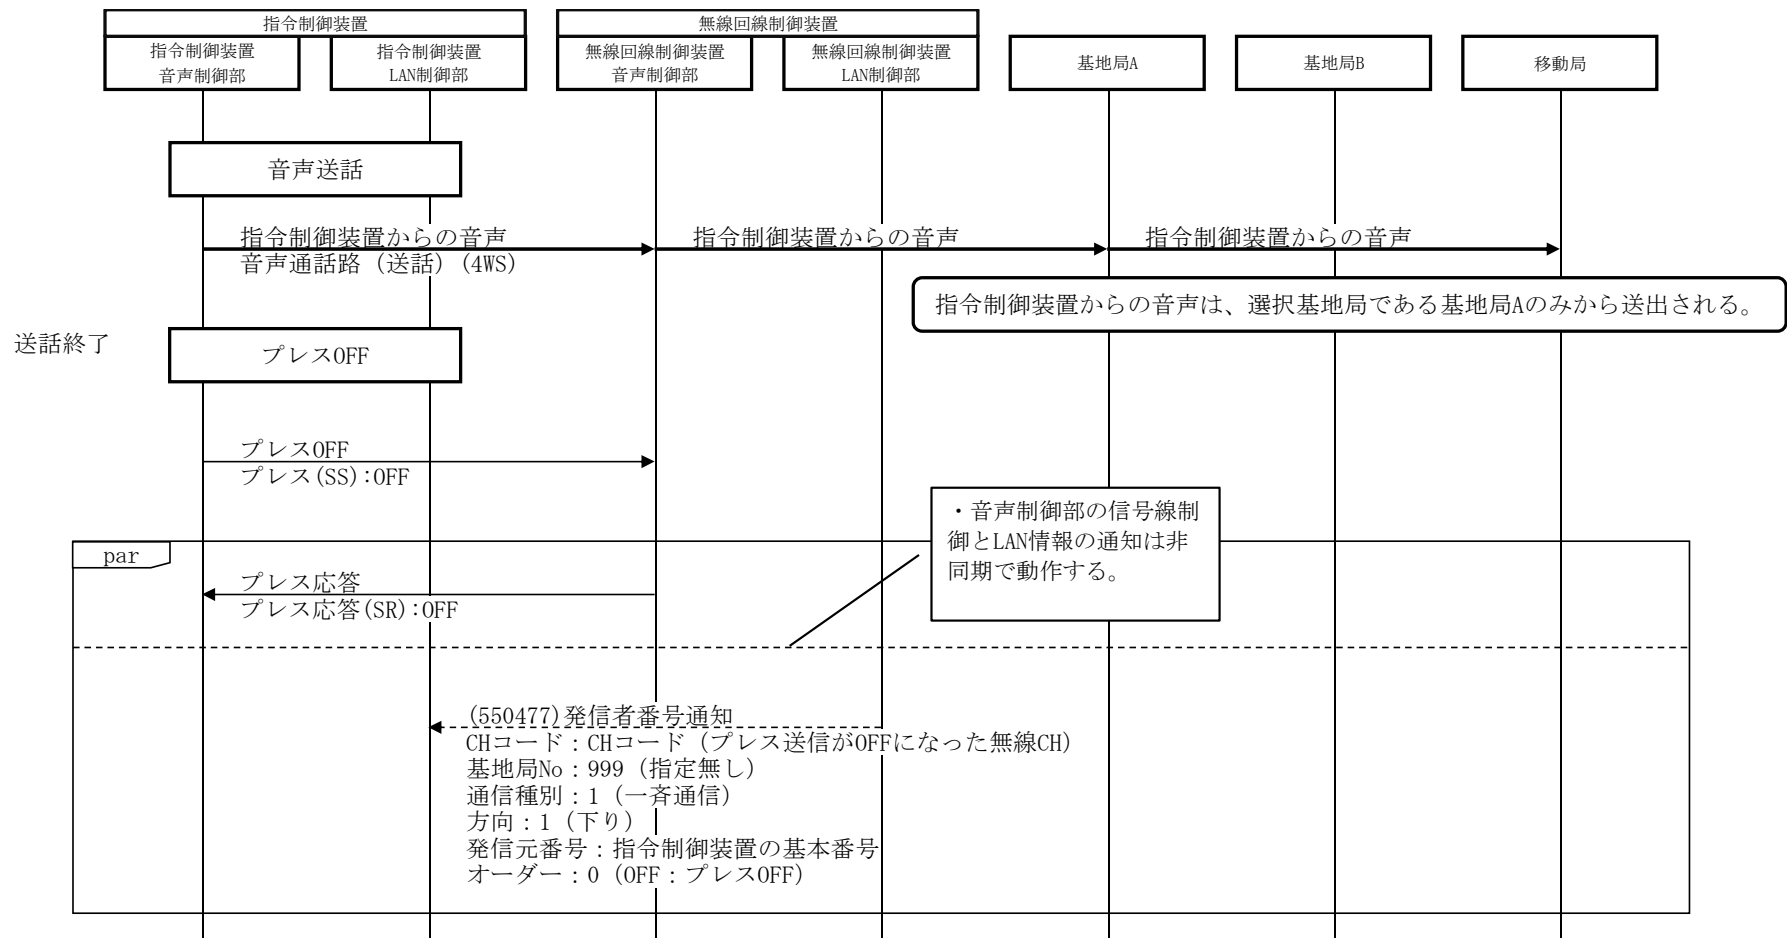 指令制御装置
無線回線制御装置
指令制御装置
音声制御部
指令制御装置
LAN制御部
無線回線制御装置
音声制御部
無線回線制御装置
LAN制御部
基地局A
基地局B
移動局
音声送話
指令制御装置からの音声
音声通話路（送話）(4WS)
指令制御装置からの音声
指令制御装置からの音声
指令制御装置からの音声は、選択基地局である基地局Aのみから送出される。
送話終了
プレスOFF
プレスOFF
プレス(SS):OFF
・音声制御部の信号線制
御とLAN情報の通知は非
同期で動作する。
par
プレス応答
プレス応答(SR):OFF
(550477)発信者番号通知
CHコード：CHコード（プレス送信がOFFになった無線CH）
基地局No：999（指定無し）
通信種別：1（一斉通信）
方向：1（下り）
発信元番号：指令制御装置の基本番号
オーダー：0（OFF：プレスOFF）